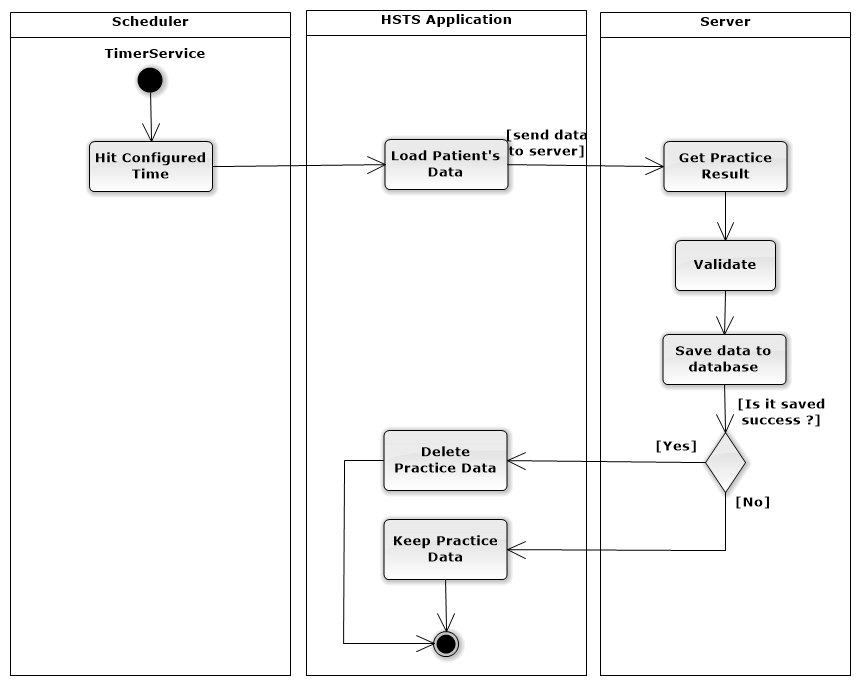 Scheduler
HSTS Application
Server
TimerService
Hit Configured
Time
Load Patient's
Data
[send data
to server]
Get Practice
Result
Validate
Save data to
database
[Is it saved
success ?]
[Yes]
[No]
Delete
Practice Data
Keep Practice
Data